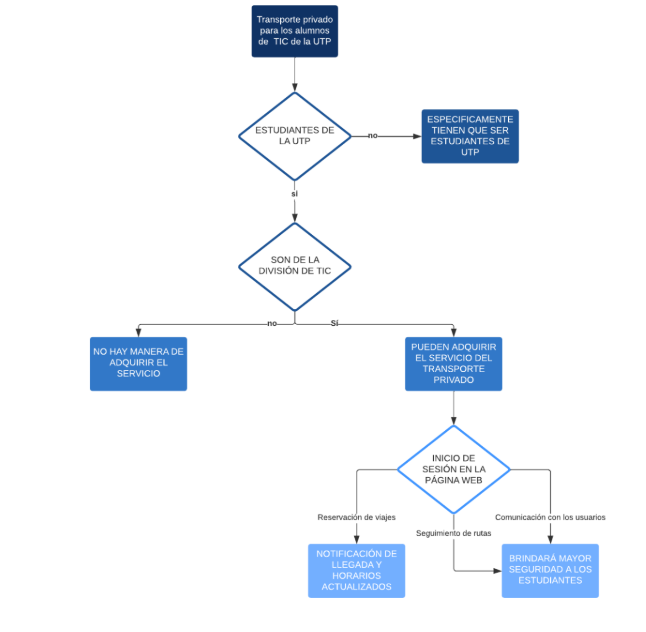 Transporte privado
para los alumnos
de TIC de la UTP
ESTUDIANTES DE
LA UTP
no
ESPECIFICAMENTE
TIENEN QUE SER
ESTUDIANTES DE
UTP
sí
SON DE LA
DIVISIÓN DE TIC
no
Sí
NO HAY MANERA DE
ADQUIRIR EL
SERVICIO
PUEDEN ADQUIRIR
EL SERVICIO DEL
TRANSPORTE
PRIVADO
INICIO DE
SESIÓN EN LA
PÁGINA WEB
Reservación de viajes
Seguimiento de rutas
Comunicación con los usuarios
NOTIFICACIÓN DE
LLEGADA Y
HORARIOS
ACTUALIZADOS
BRINDARÁ MAYOR
SEGURIDAD A LOS
ESTUDIANTES